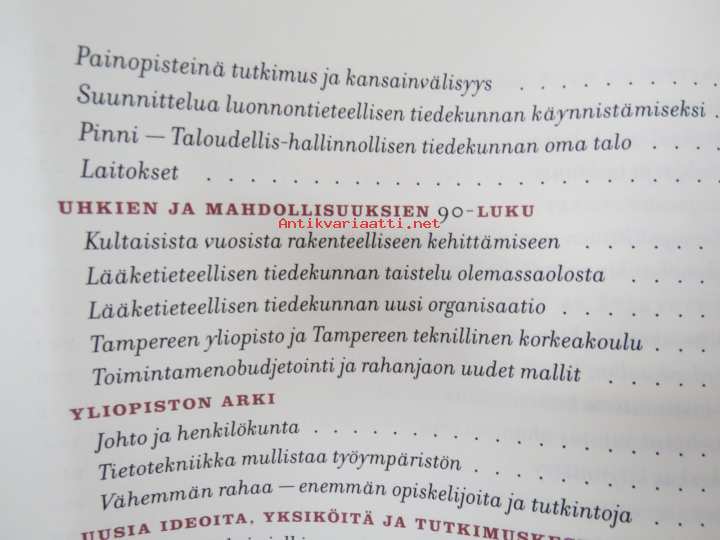 Painopisteinä tutkimus ja kansainvälisyys . . . . . . . . .
Suunnittelua luonnontieteellisen tiedekunnan käynnistämiseksi .
Pinni — Taloudellis-hallinnollisen tiedekunnan oma talo . . . .
Laitokset . . . . . . . . . . . . . . . . . . . .
UHKIEN JA MAHDOLLISUUKSIEN 90-LUKU
Antikvariaatti.net
Kultaisista vuosista rakenteelliseen kehittämiseen . . . . .
Lääketieteellisen tiedekunnan taistelu olemassaolosta . . . .
Lääketieteellisen tiedekunnan uusi organisaatio . . . . . .
Tampereen yliopisto ja Tampereen teknillinen korkeakoulu . . .
Toimintamenobudjetointi ja rahanjaon uudet mallit . . . . .
YLIOPISTON ARKI
Johto ja henkilökunta . . . . . . . . . . . . . .
Tietotekniikka mullistaa työympäristön . . . . . . . .
Vähemmän rahaa — enemmän opiskelijoita ja tutkintoja . . .
UUSIA IDEOITA, YKSIKÖITÄ JA